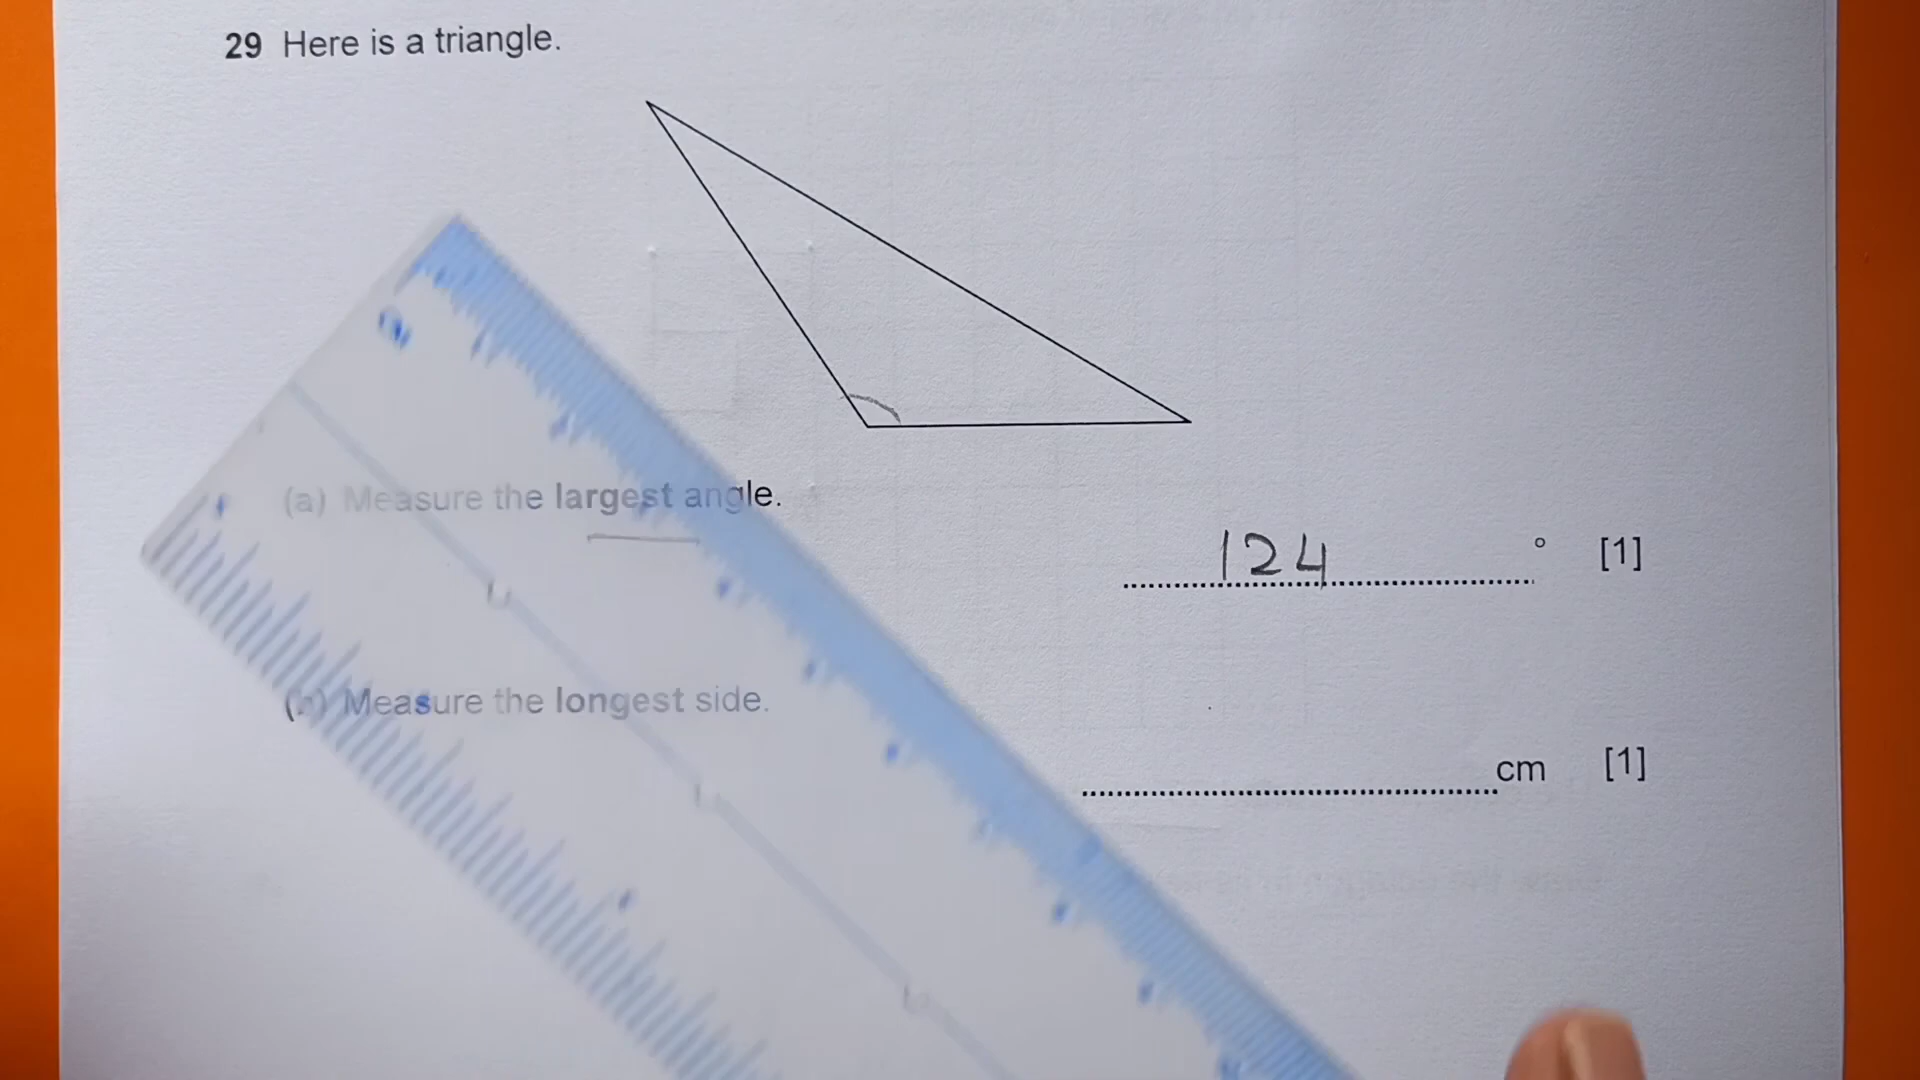 29 Here is a triangle.
(a) Measure the largest angle.
124 ° [1]
Measure the longest side.
cm [1]